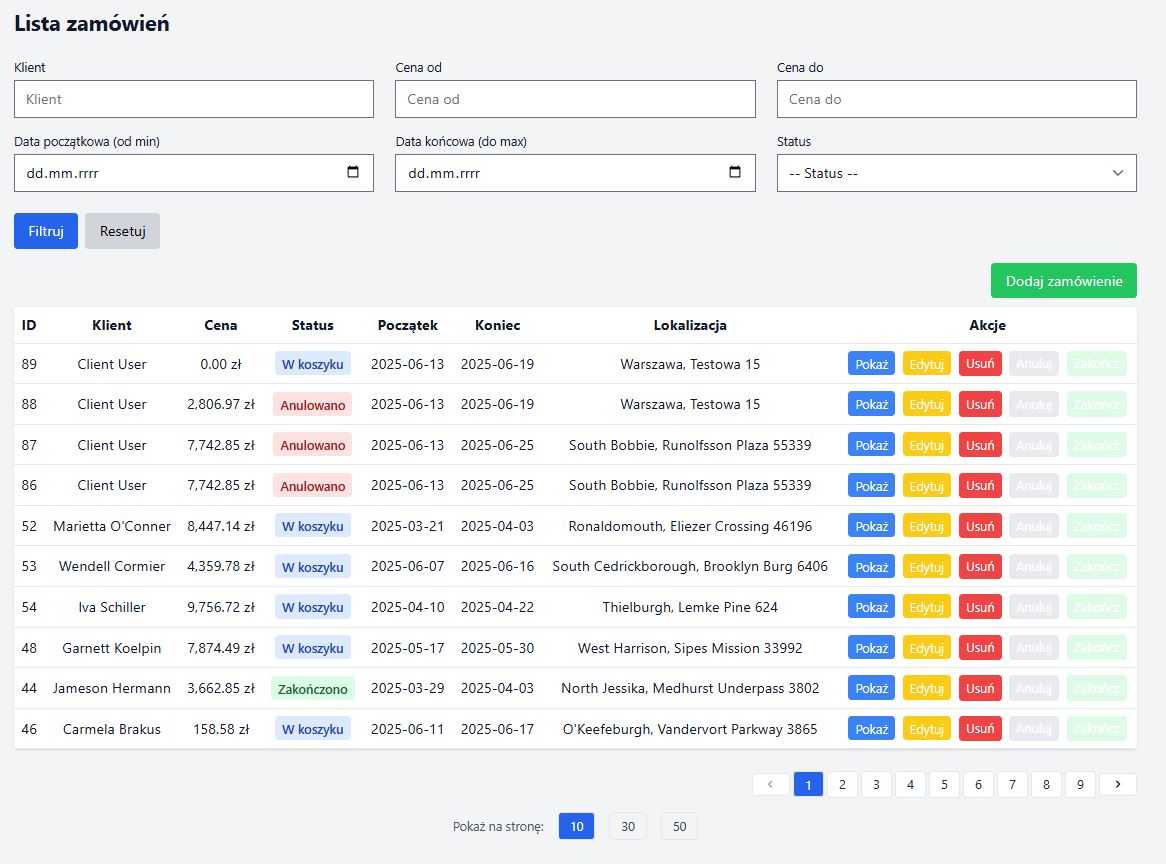 Lista zamówień
Klient Cena od Cena do
Klient Cena od Cena do
Data początkowa (od min) Data końcowa (do max) Status
dd.mm.rrrr dd.mm.rrrr -- Status --
Filtruj Resetuj
Dodaj zamówienie
ID Klient Cena Status Początek Koniec Lokalizacja Akcje
89 Client User 0.00 zł W koszyku 2025-06-13 2025-06-19 Warszawa, Testowa 15 Pokaż Edytuj Usuń Anuluj Zakończ
88 Client User 2,806.97 zł Anulowano 2025-06-13 2025-06-19 Warszawa, Testowa 15 Pokaż Edytuj Usuń Anuluj Zakończ
87 Client User 7,742.85 zł Anulowano 2025-06-13 2025-06-25 South Bobbie, Runolfsson Plaza 55339 Pokaż Edytuj Usuń Anuluj Zakończ
86 Client User 7,742.85 zł Anulowano 2025-06-13 2025-06-25 South Bobbie, Runolfsson Plaza 55339 Pokaż Edytuj Usuń Anuluj Zakończ
52 Marietta O'Conner 8,447.14 zł W koszyku 2025-03-21 2025-04-03 Ronaldomouth, Eliezer Crossing 46196 Pokaż Edytuj Usuń Anuluj Zakończ
53 Wendell Cormier 4,359.78 zł W koszyku 2025-06-07 2025-06-16 South Cedrickborough, Brooklyn Burg 6406 Pokaż Edytuj Usuń Anuluj Zakończ
54 Iva Schiller 9,756.72 zł W koszyku 2025-04-10 2025-04-22 Thielburgh, Lemke Pine 624 Pokaż Edytuj Usuń Anuluj Zakończ
48 Garnett Koelpin 7,874.49 zł W koszyku 2025-05-17 2025-05-30 West Harrison, Sipes Mission 33992 Pokaż Edytuj Usuń Anuluj Zakończ
44 Jameson Hermann 3,662.85 zł Zakończono 2025-03-29 2025-04-03 North Jessika, Medhurst Underpass 3802 Pokaż Edytuj Usuń Anuluj Zakończ
46 Carmela Brakus 158.58 zł W koszyku 2025-06-11 2025-06-17 O'Keefeburgh, Vandervort Parkway 3865 Pokaż Edytuj Usuń Anuluj Zakończ
1 2 3 4 5 6 7 8 9
Pokaż na stronę: 10 30 50